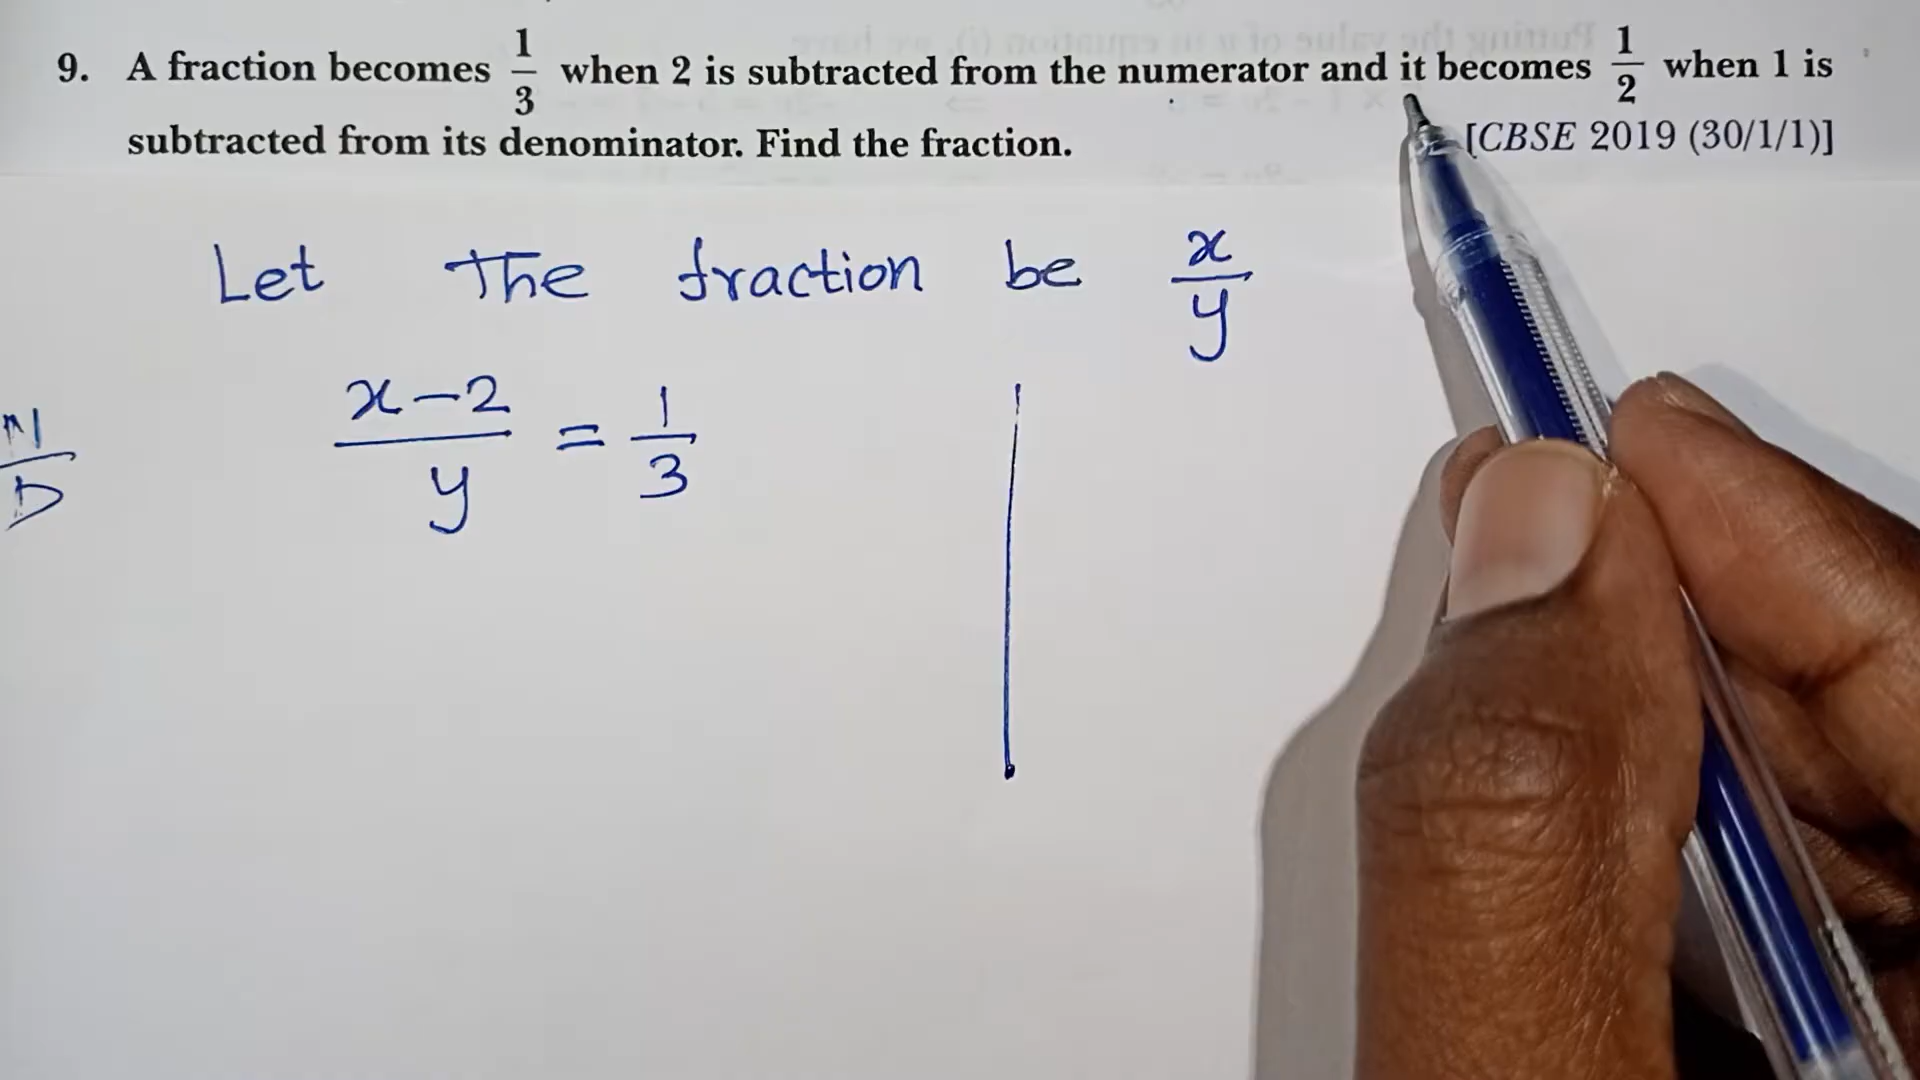 9. A fraction becomes 1/3 when 2 is subtracted from the numerator and it becomes 1/2 when 1 is
subtracted from its denominator. Find the fraction. [CBSE 2019 (30/1/1)]
Let The fraction be x/y
N/D
x-2/y = 1/3